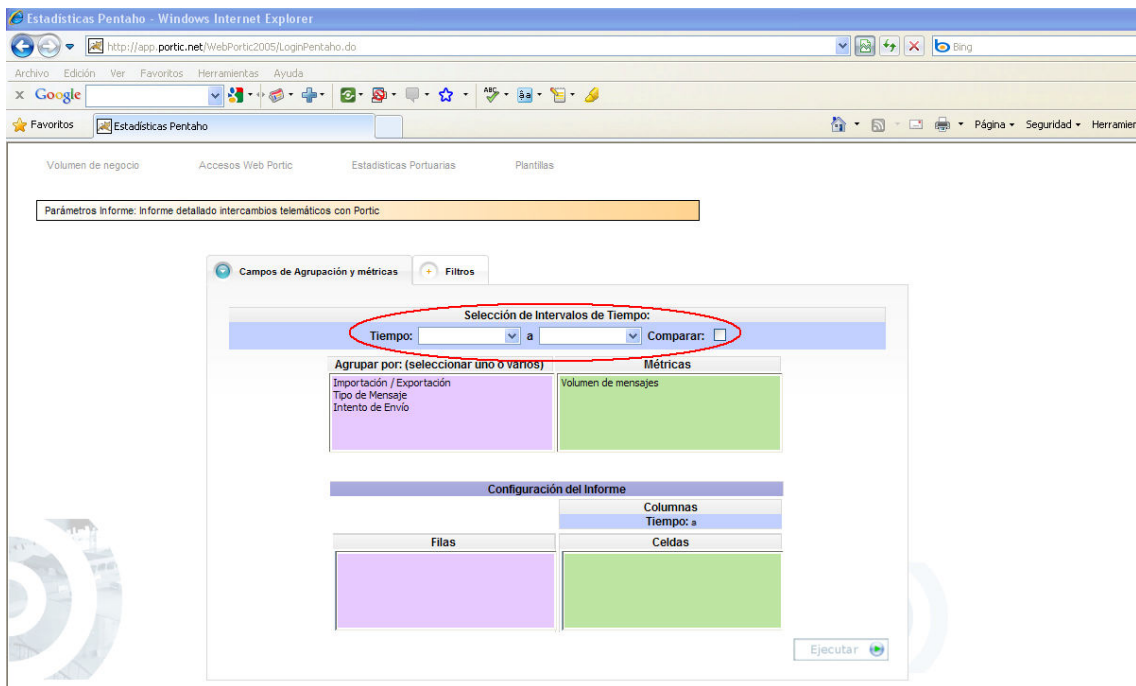 Estadísticas Pentaho - Windows Internet Explorer
http://app.portic.net/WebPortic2005/LoginPentaho.do
Bing
Archivo Edición Ver Favoritos Herramientas Ayuda
x Google
Favoritos Estadísticas Pentaho Página Seguridad Herramier
Volumen de negocio Accesos Web Portic Estadisticas Portuarias Plantillas
Parámetros Informe: Informe detallado intercambios telemáticos con Portic
Campos de Agrupación y métricas Filtros
Selección de Intervalos de Tiempo:
Tiempo: a Comparar:
Agrupar por: (seleccionar uno o varios) Métricas
Importación / Exportación Volumen de mensajes
Tipo de Mensaje
Intento de Envío
Configuración del Informe
Columnas
Tiempo: a
Filas Celdas
Ejecutar